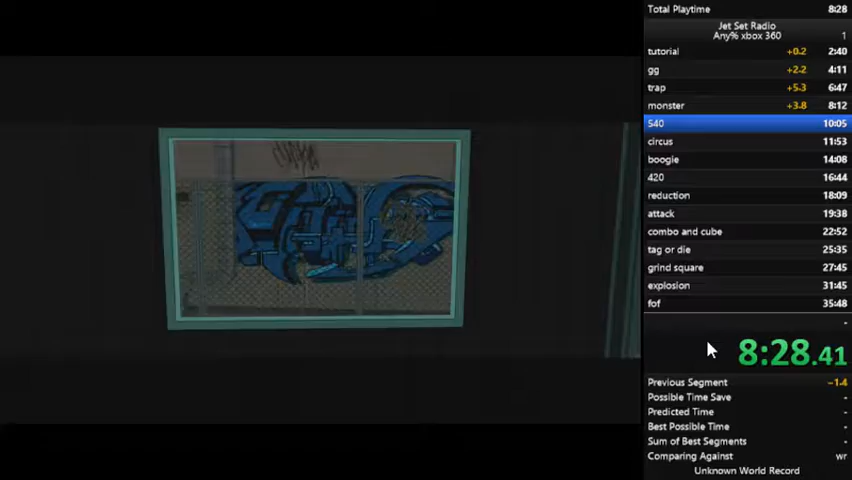 Total Playtime 8:28
Jet Set Radio
Any% xbox 360 1
tutorial +0.2 2:40
gg +2.2 4:11
trap +5.3 6:47
monster +3.8 8:12
540 10:05
circus 11:53
boogie 14:08
420 16:44
reduction 18:09
attack 19:38
combo and cube 22:52
tag or die 25:35
grind square 27:45
explosion 31:45
fof 35:48
-
8:28.41
Previous Segment -1.4
Possible Time Save -
Predicted Time -
Best Possible Time -
Sum of Best Segments -
Comparing Against wr
Unknown World Record